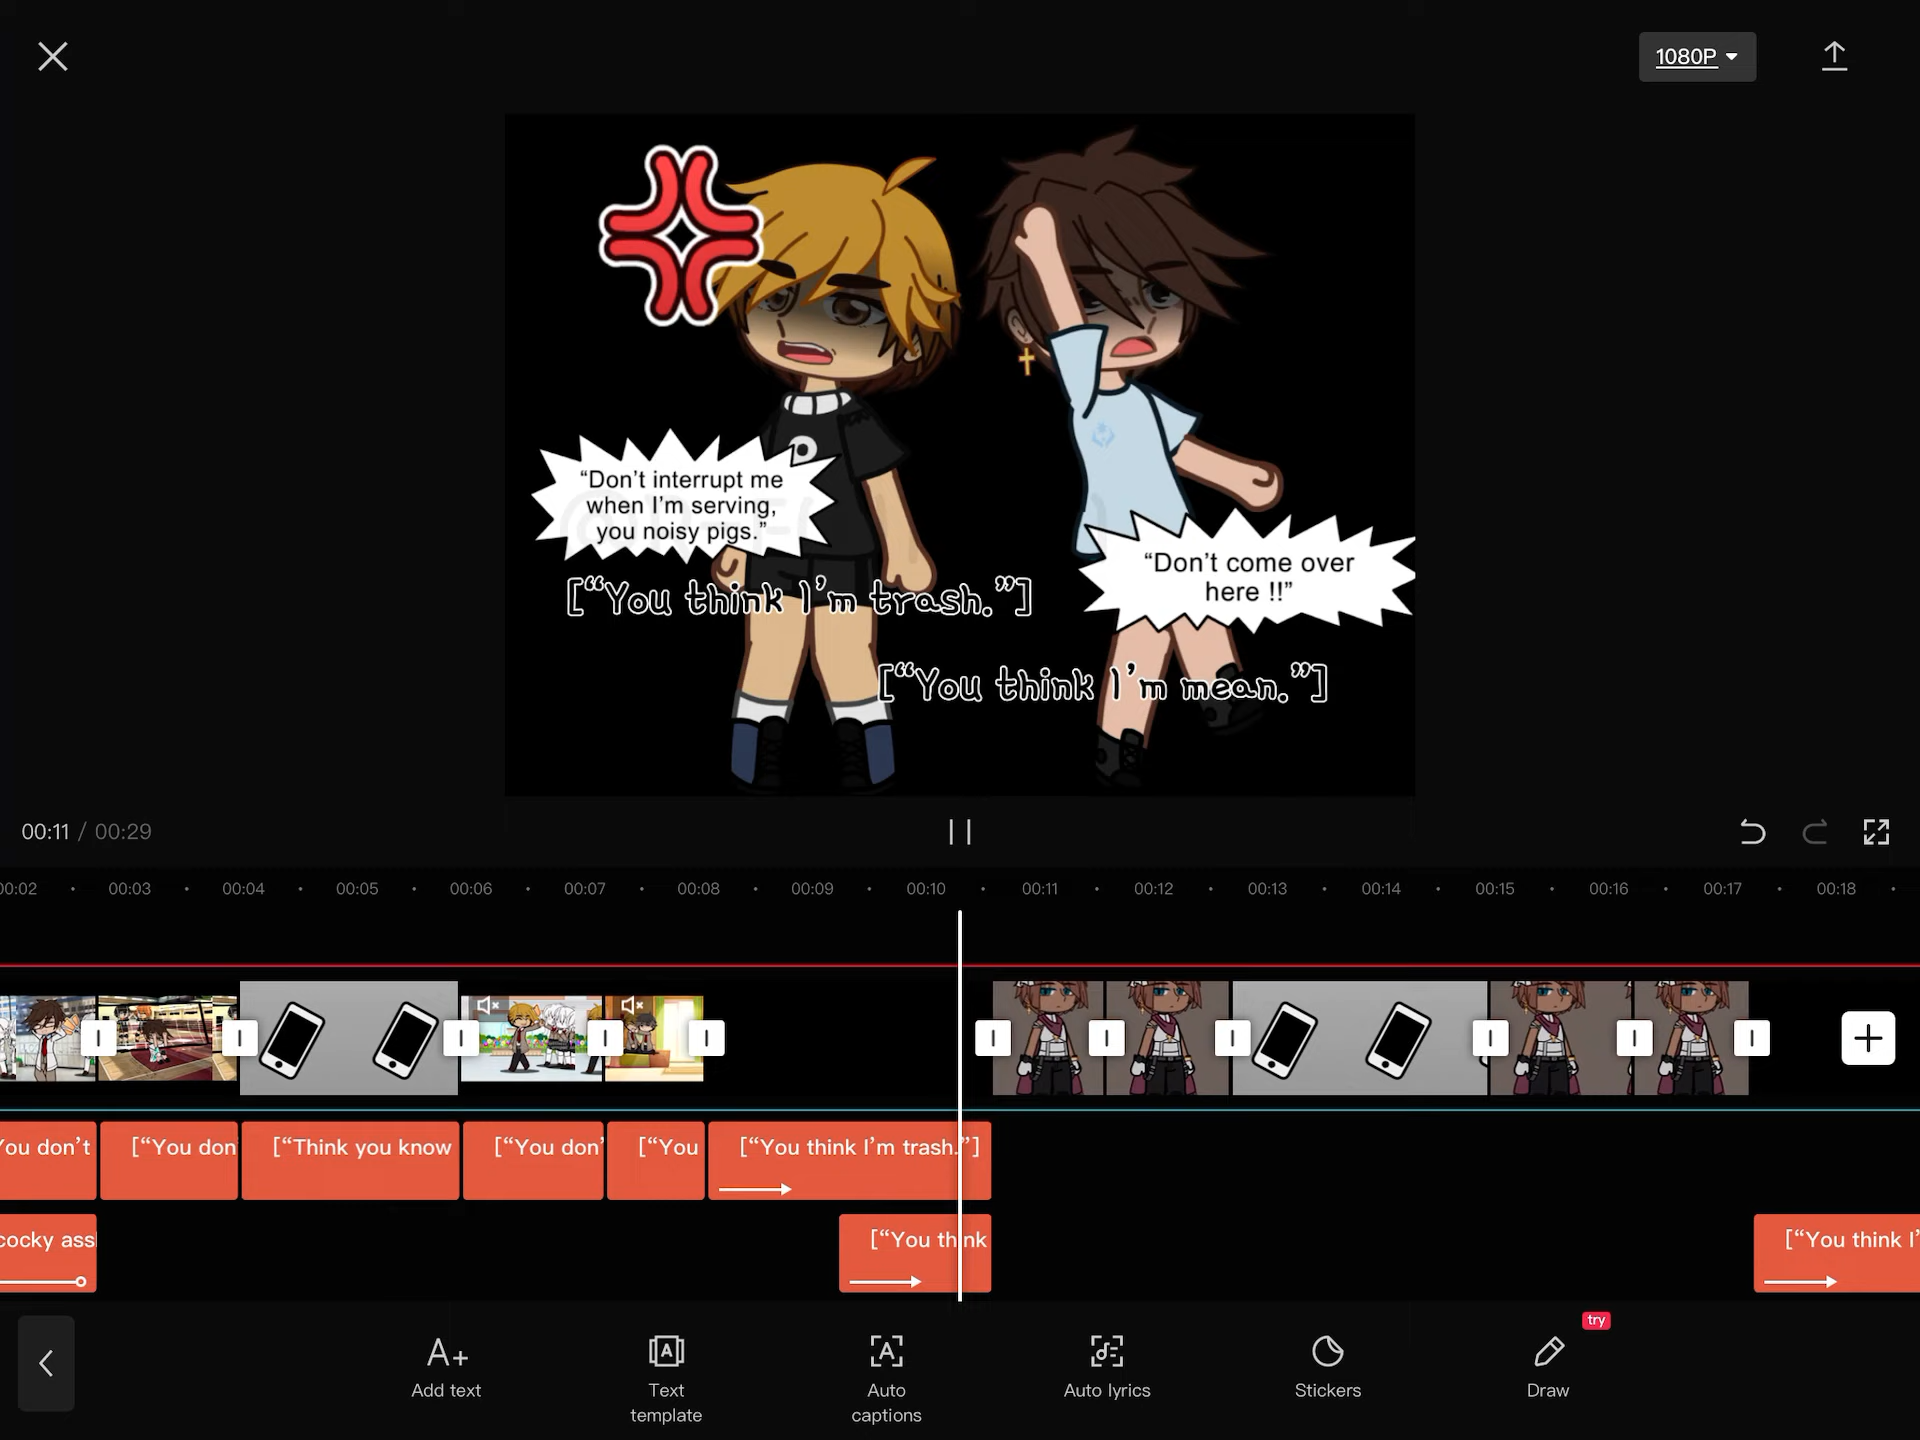 1080P
“Don’t interrupt me
when I’m serving,
you noisy pigs.”
“Don’t come over
here !!”
[“You think I’m trash.”]
[“You think I’m mean.”]
00:11 / 00:29
00:02 00:03 00:04 00:05 00:06 00:07 00:08 00:09 00:10 00:11 00:12 00:13 00:14 00:15 00:16 00:17 00:18
You don’t [“You don’ [“Think you know [“You don’ [“You [“You think I’m trash.”]
cocky ass [“You think [“You think I’
try
Add text
Text
template
Auto
captions
Auto lyrics
Stickers
Draw